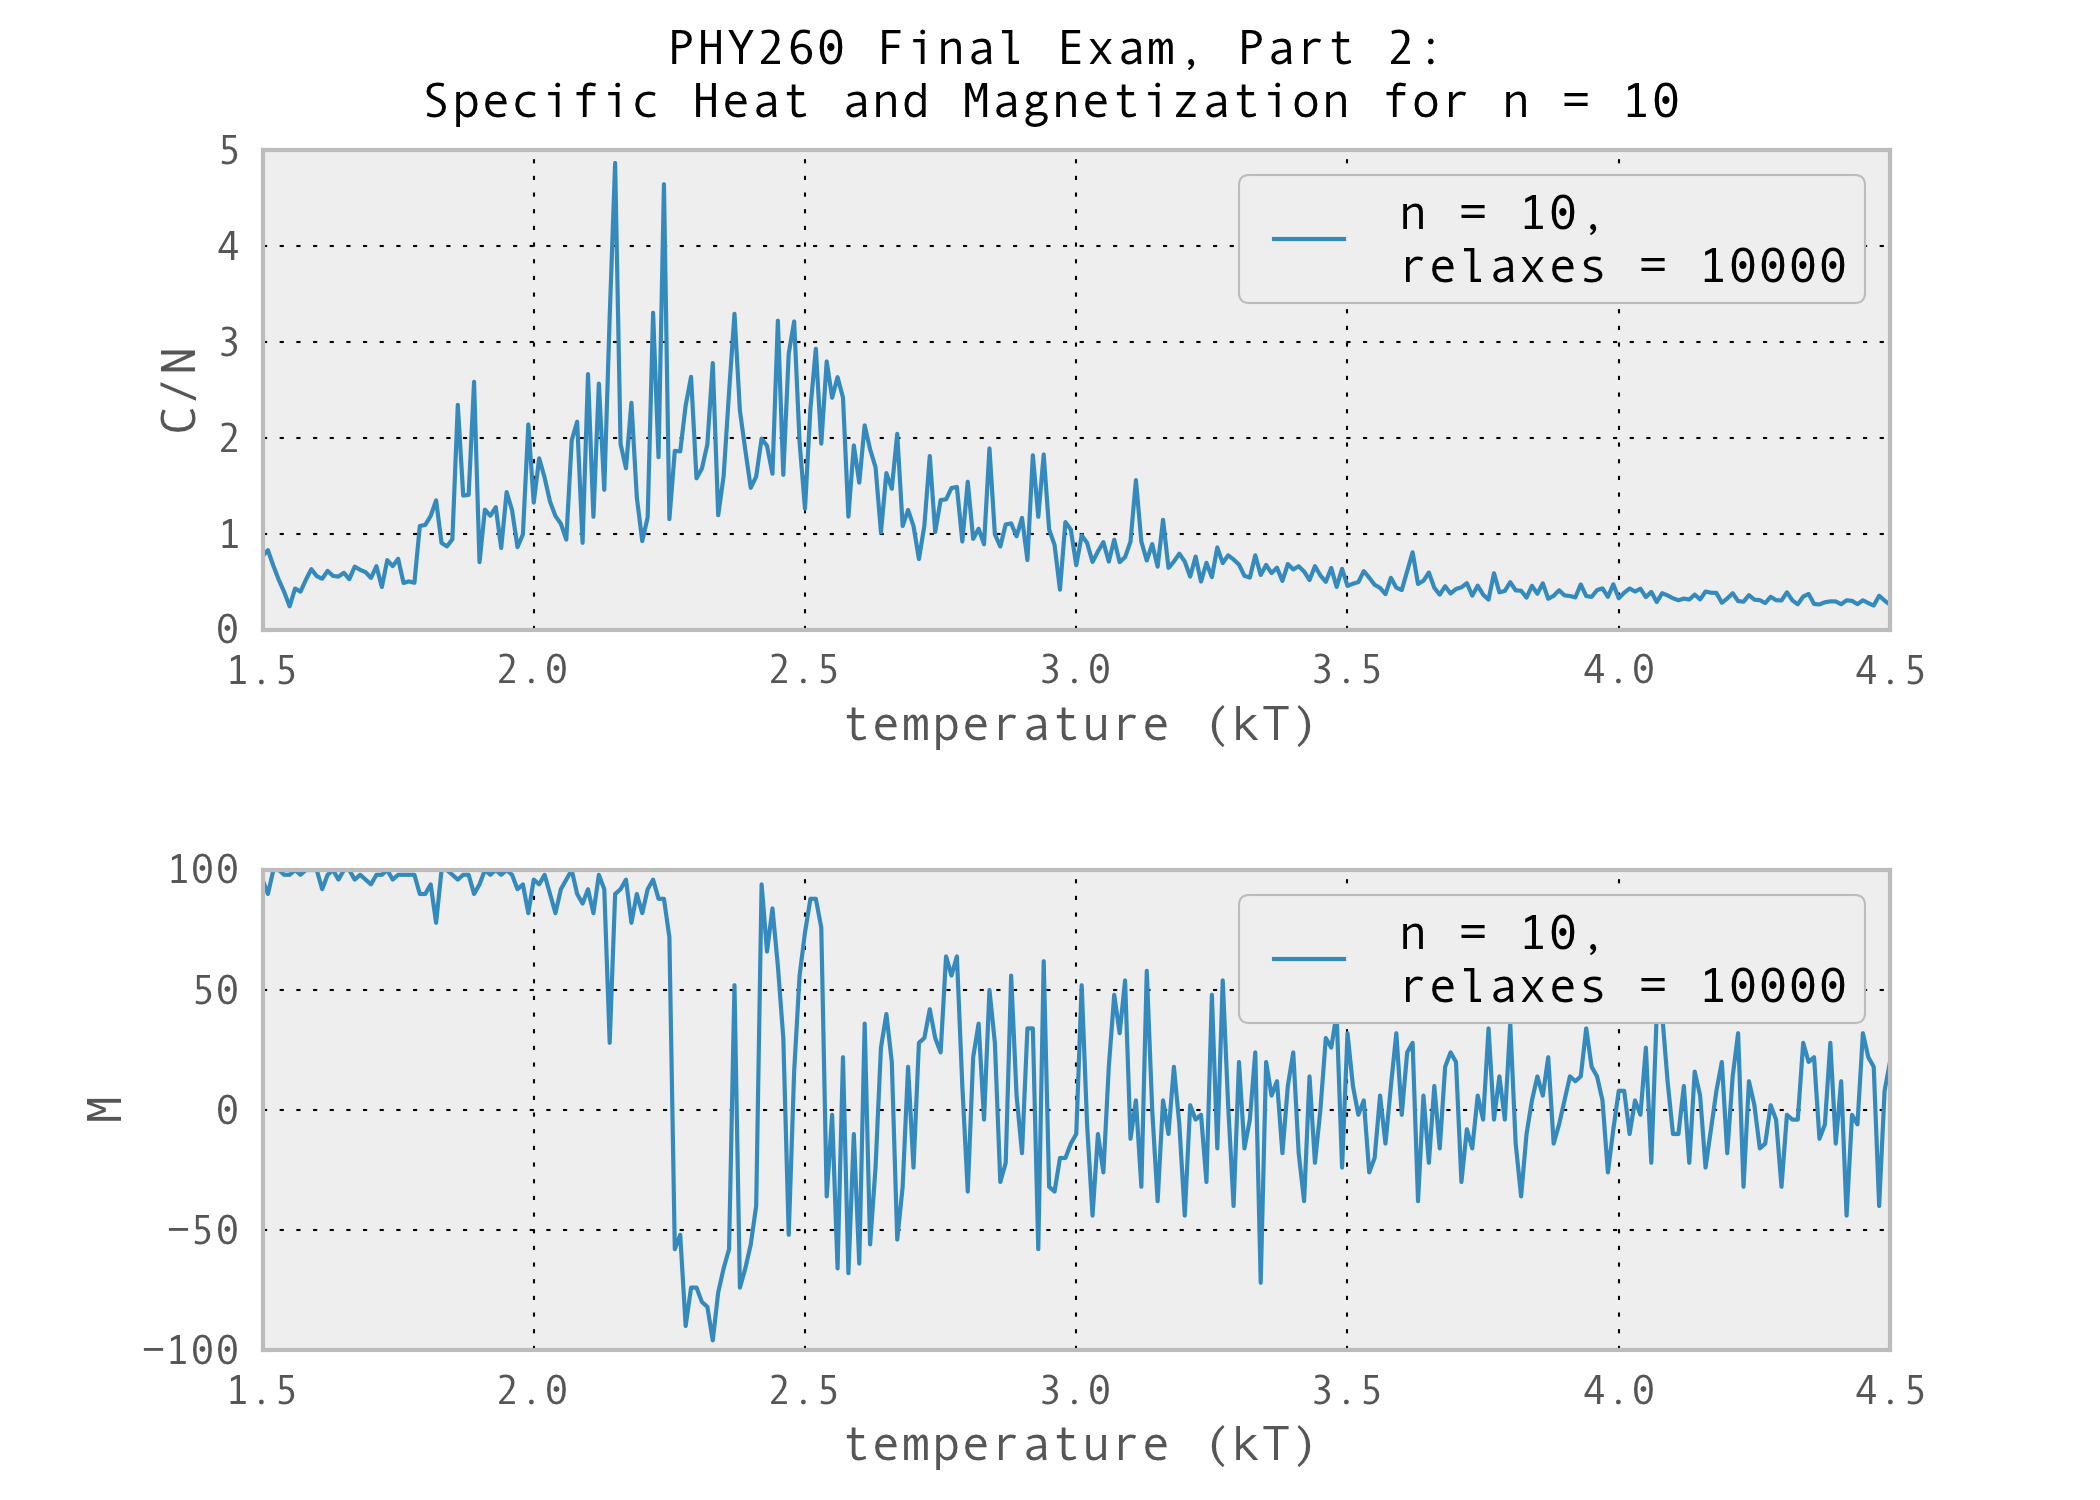 PHY260 Final Exam, Part 2:
Specific Heat and Magnetization for n = 10
5
4
3
2
1
0
C/N
n = 10,
relaxes = 10000
1.5 2.0 2.5 3.0 3.5 4.0 4.5
temperature (kT)
100
50
0
−50
−100
M
n = 10,
relaxes = 10000
1.5 2.0 2.5 3.0 3.5 4.0 4.5
temperature (kT)